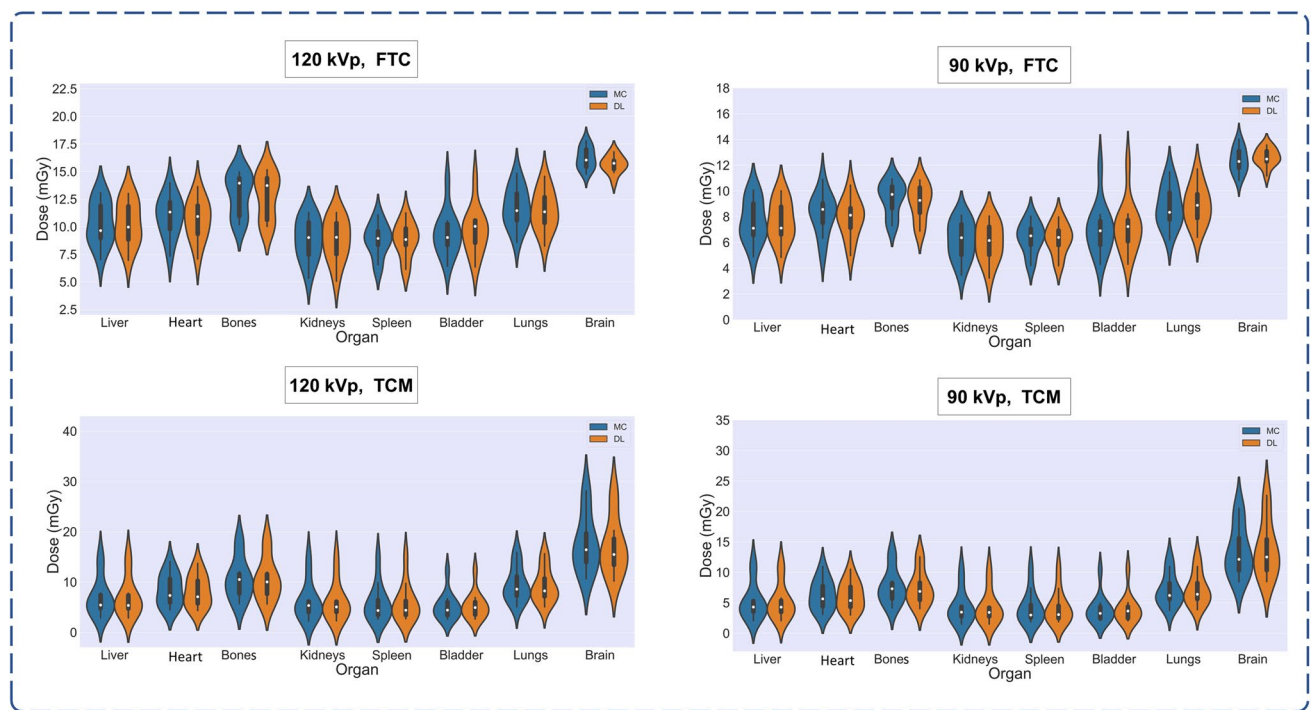 120 kVp, FTC
Dose (mGy)
22.5
20.0
17.5
15.0
12.5
10.0
7.5
5.0
2.5
MC
DL
Liver Heart Bones Kidneys Spleen Bladder Lungs Brain
Organ
90 kVp, FTC
Dose (mGy)
18
16
14
12
10
8
6
4
2
0
MC
DL
Liver Heart Bones Kidneys Spleen Bladder Lungs Brain
Organ
120 kVp, TCM
Dose (mGy)
40
30
20
10
0
MC
DL
Liver Heart Bones Kidneys Spleen Bladder Lungs Brain
Organ
90 kVp, TCM
Dose (mGy)
35
30
25
20
15
10
5
0
MC
DL
Liver Heart Bones Kidneys Spleen Bladder Lungs Brain
Organ